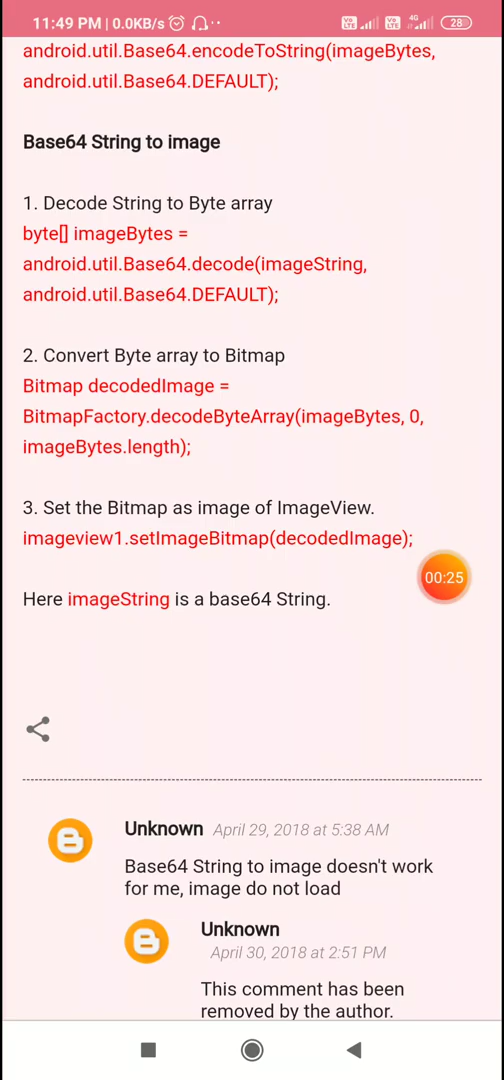 11:49 PM | 0.0KB/s
Vo LTE
Vo LTE
4G
28
android.util.Base64.encodeToString(imageBytes,
android.util.Base64.DEFAULT);
Base64 String to image
1. Decode String to Byte array
byte[] imageBytes =
android.util.Base64.decode(imageString,
android.util.Base64.DEFAULT);
2. Convert Byte array to Bitmap
Bitmap decodedImage =
BitmapFactory.decodeByteArray(imageBytes, 0,
imageBytes.length);
3. Set the Bitmap as image of ImageView.
imageview1.setImageBitmap(decodedImage);
00:25
Here imageString is a base64 String.
Unknown April 29, 2018 at 5:38 AM
Base64 String to image doesn't work
for me, image do not load
Unknown
April 30, 2018 at 2:51 PM
This comment has been
removed by the author.